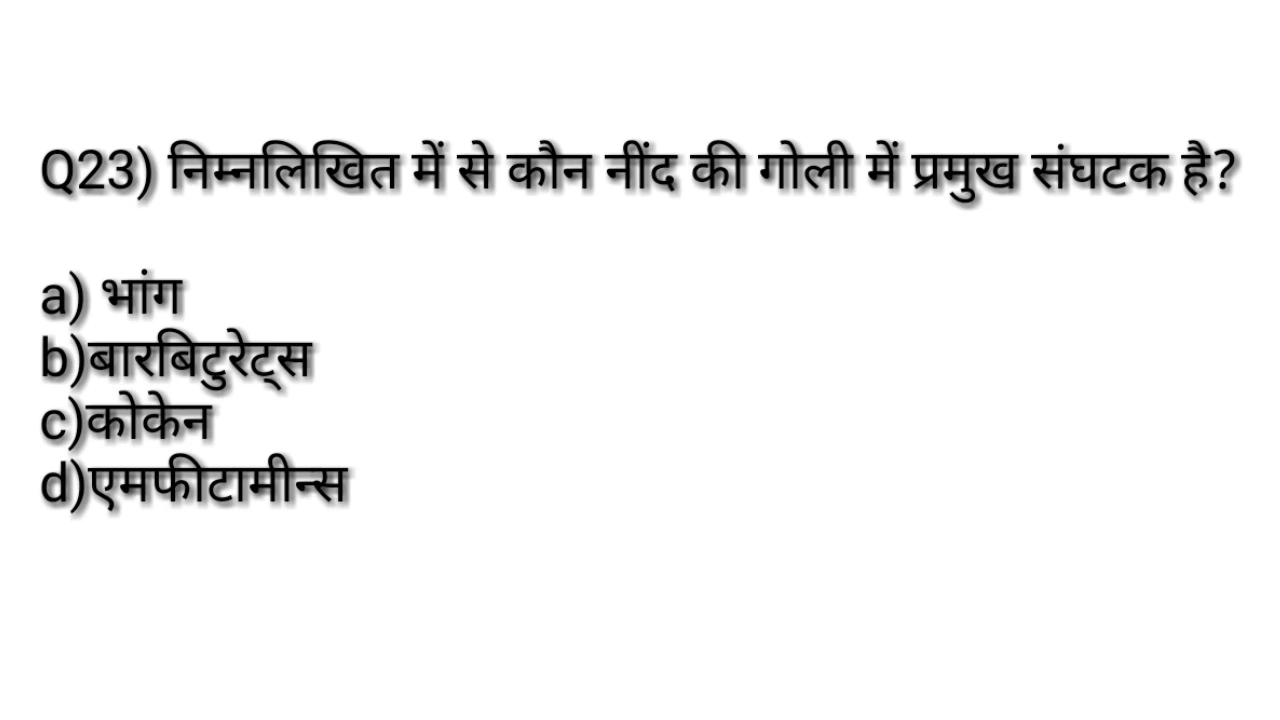 Q23) निम्नलिखित में से कौन नींद की गोली में प्रमुख संघटक है?
a) भांग
b)बारबिटुरेट्स
c)कोकेन
d)एमफीटामीन्स